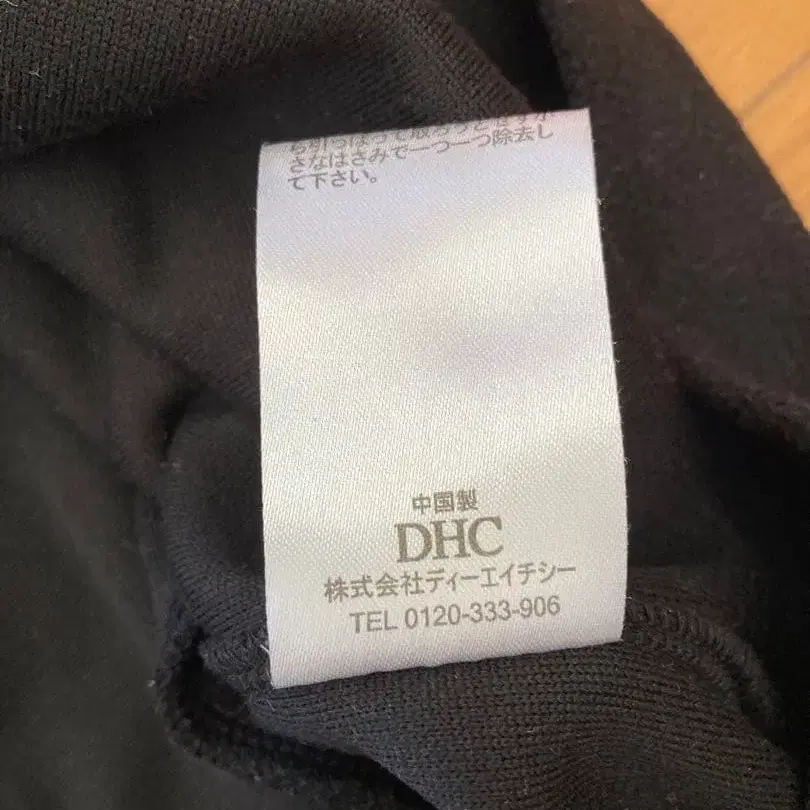 さなはさみで一つ一つ除去し
て下さい。
中国製
DHC
株式会社ディーエイチシー
TEL 0120-333-906